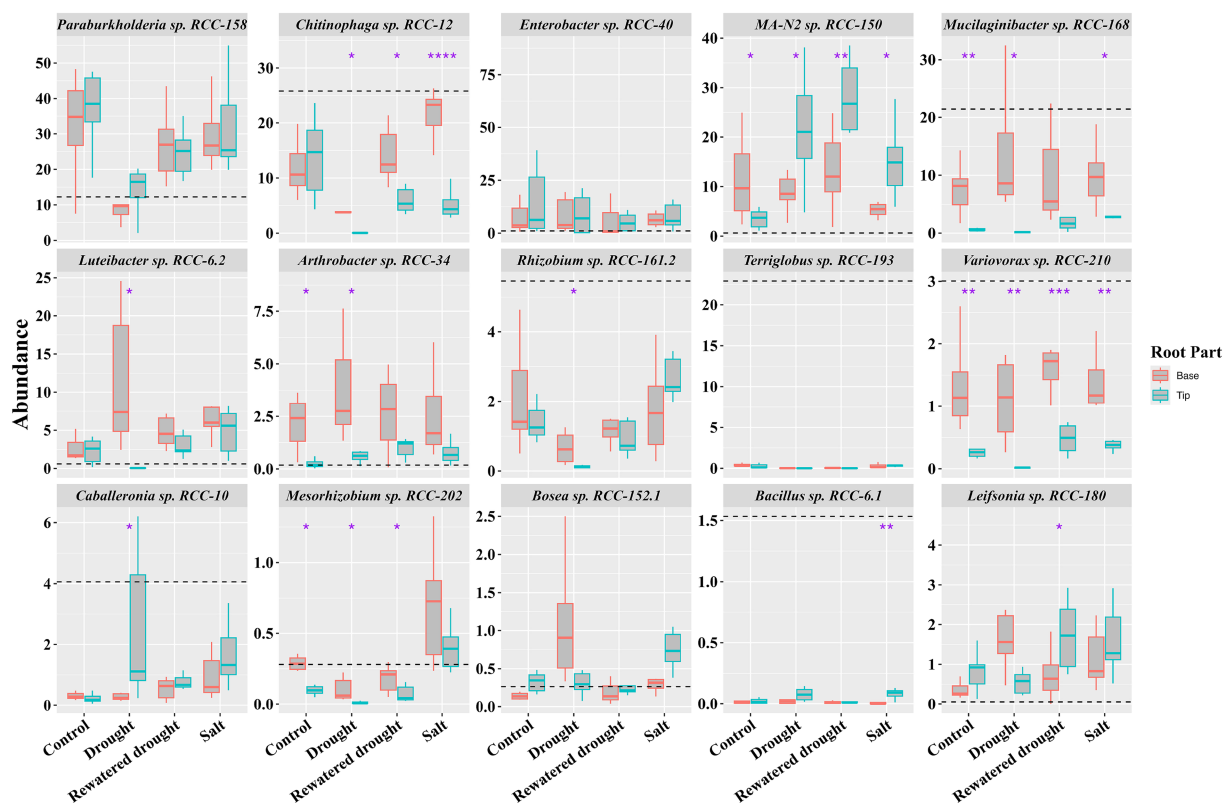 Paraburkholderia sp. RCC-158
Chitinophaga sp. RCC-12
Enterobacter sp. RCC-40
MA-N2 sp. RCC-150
Mucilaginibacter sp. RCC-168
50
40
30
20
10
0
30
20
10
0
75
50
25
0
40
30
20
10
0
30
20
10
0
*
*
****
*
*
**
*
**
*
*
Luteibacter sp. RCC-6.2
Arthrobacter sp. RCC-34
Rhizobium sp. RCC-161.2
Terriglobus sp. RCC-193
Variovorax sp. RCC-210
25
20
15
10
5
0
7.5
5.0
2.5
0.0
4
2
0
20
15
10
5
0
3
2
1
0
*
*
*
*
**
**
***
**
Caballeronia sp. RCC-10
Mesorhizobium sp. RCC-202
Bosea sp. RCC-152.1
Bacillus sp. RCC-6.1
Leifsonia sp. RCC-180
6
4
2
0
1.0
0.5
0.0
2.5
2.0
1.5
1.0
0.5
0.0
1.5
1.0
0.5
0.0
4
3
2
1
0
*
*
*
*
**
*
Control
Drought
Rewatered drought
Salt
Control
Drought
Rewatered drought
Salt
Control
Drought
Rewatered drought
Salt
Control
Drought
Rewatered drought
Salt
Control
Drought
Rewatered drought
Salt
Abundance
Root Part
Base
Tip